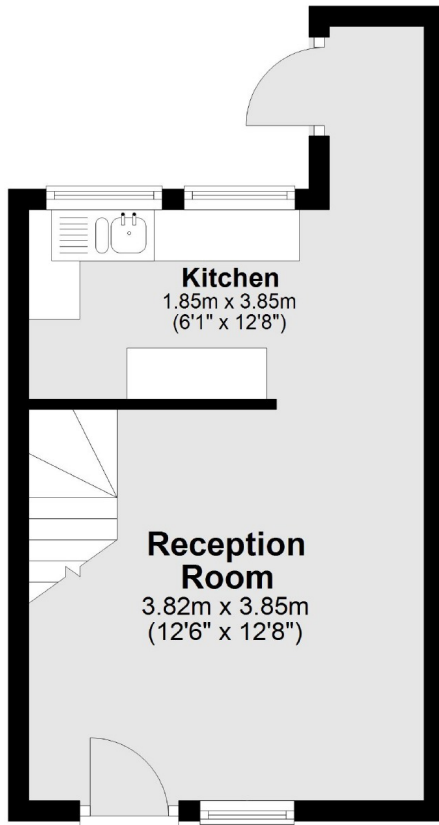 Kitchen
1.85m x 3.85m
(6'1" x 12'8")
Reception
Room
3.82m x 3.85m
(12'6" x 12'8")